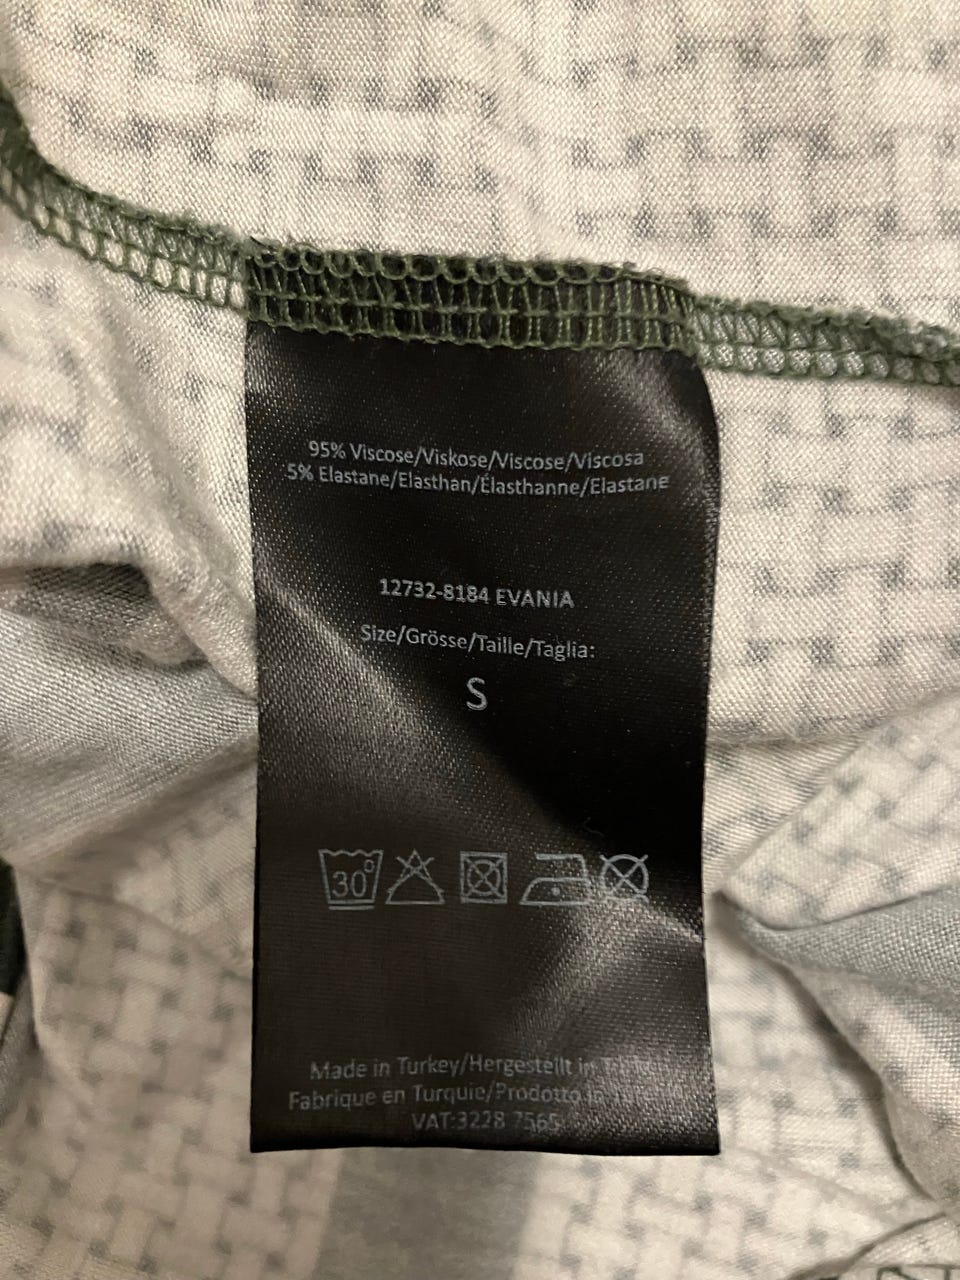 95% Viscose/Viskose/Viscose/Viscosa
5% Elastane/Elasthan/Élasthanne/Elastane
12732-8184 EVANIA
Size/Grösse/Taille/Taglia:
S
30°
Made in Turkey/Hergestellt in
Fabrique en Turquie/Prodotto in
VAT:3228 7565